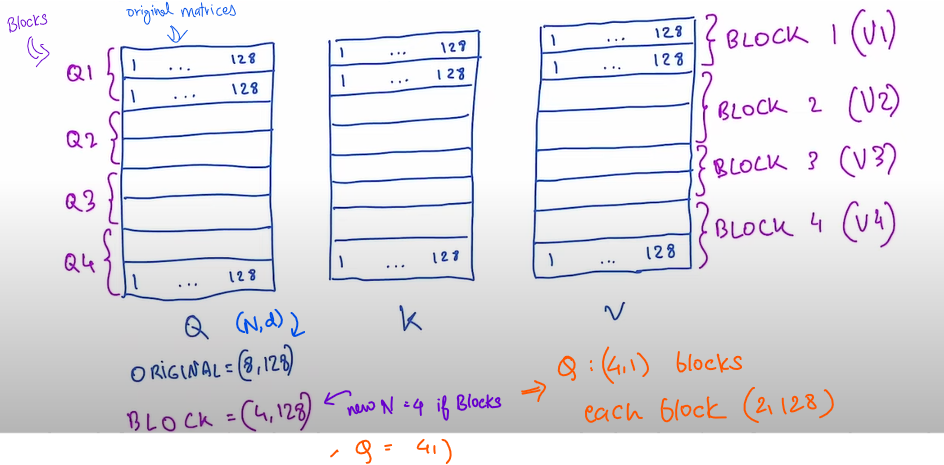 Blocks
original matrices
Q1
Q2
Q3
Q4
1 ... 128
1 ... 128
1 ... 128
1 ... 128
1 ... 128
1 ... 128
1 ... 128
1 ... 128
1 ... 128
BLOCK 1 (V1)
BLOCK 2 (V2)
BLOCK 3 (V3)
BLOCK 4 (V4)
Q (N,d)
K
V
ORIGINAL=(8,128)
BLOCK = (4,128)
new N = 4 if Blocks
Q : (4,1) blocks
each block (2,128)
Q = 4,)